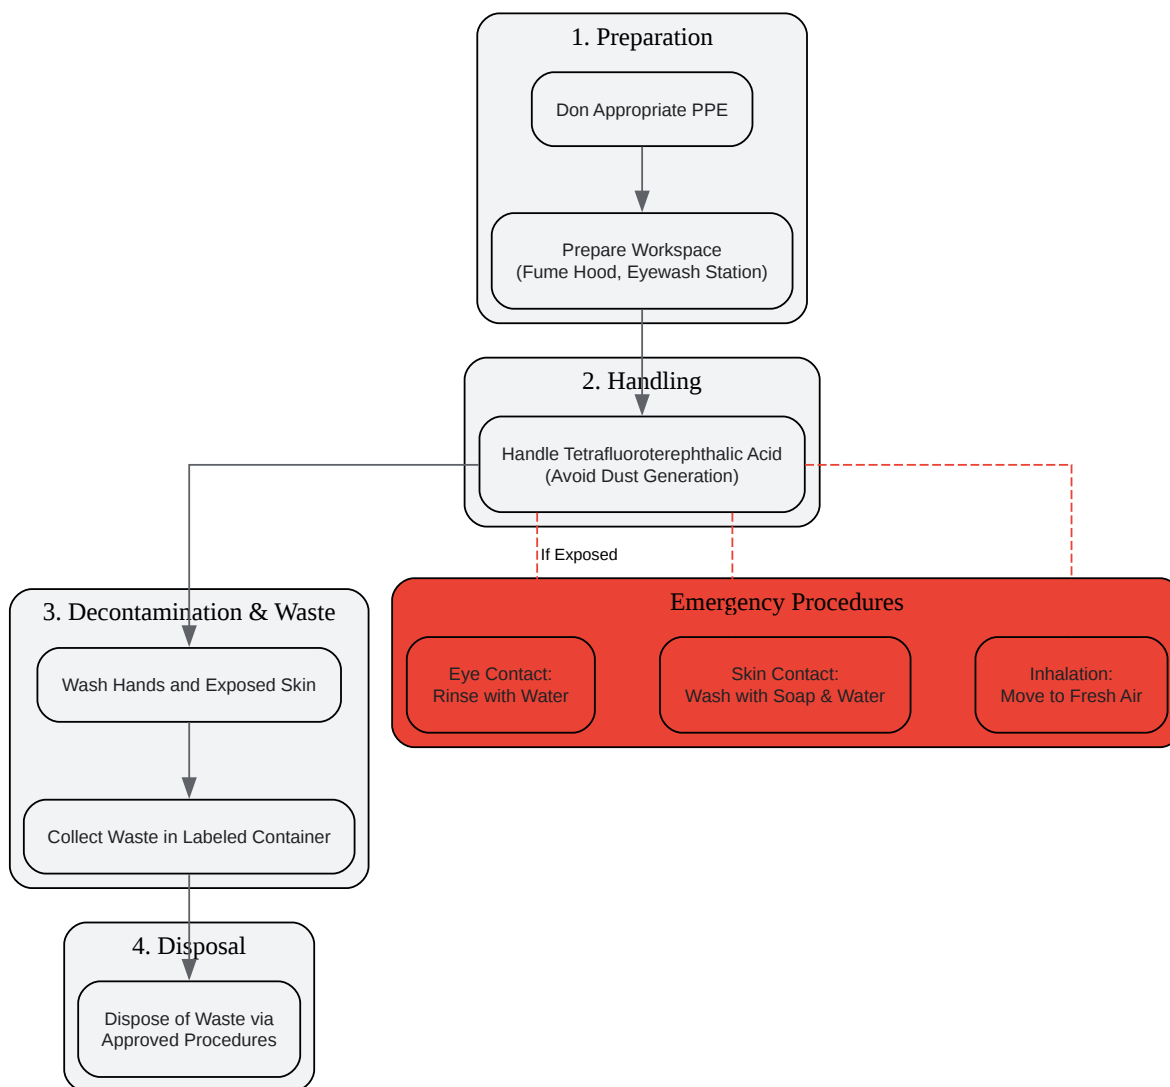 1. Preparation
Don Appropriate PPE
Prepare Workspace
(Fume Hood, Eyewash Station)
2. Handling
Handle Tetrafluoroterephthalic Acid
(Avoid Dust Generation)
If Exposed
3. Decontamination & Waste
Wash Hands and Exposed Skin
Collect Waste in Labeled Container
Emergency Procedures
Eye Contact:
Rinse with Water
Skin Contact:
Wash with Soap & Water
Inhalation:
Move to Fresh Air
4. Disposal
Dispose of Waste via
Approved Procedures